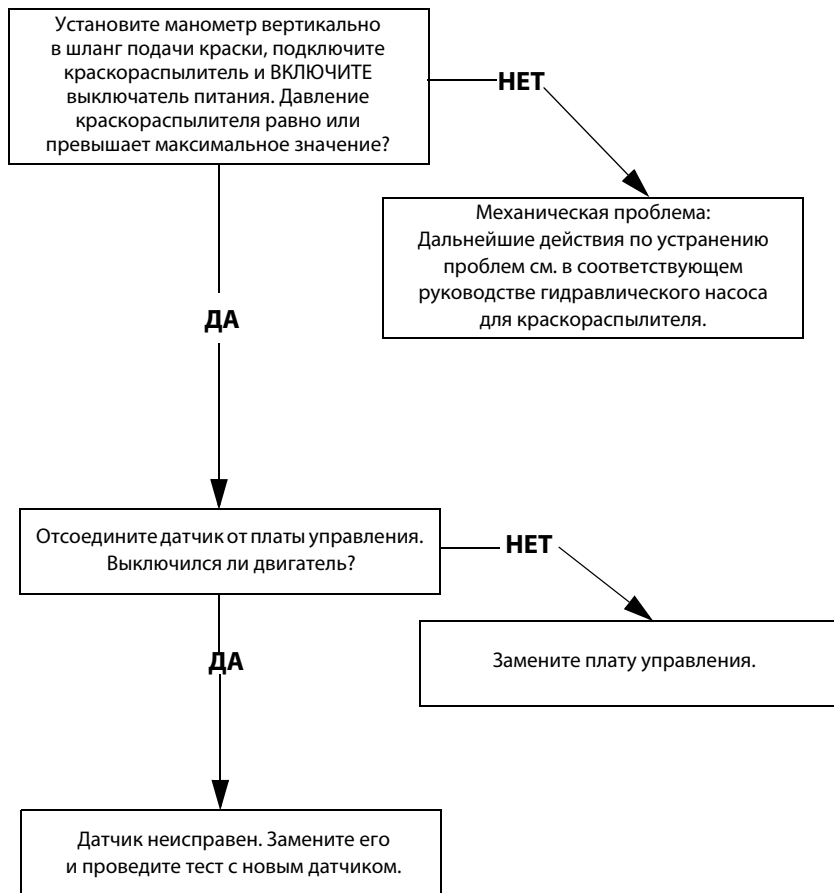 Установите манометр вертикально
в шланг подачи краски, подключите
краскораспылитель и ВКЛЮЧИТЕ
выключатель питания. Давление
краскораспылителя равно или
превышает максимальное значение?
НЕТ
Механическая проблема:
Дальнейшие действия по устранению
проблем см. в соответствующем
руководстве гидравлического насоса
для краскораспылителя.
ДА
Отсоедините датчик от платы управления.
Выключился ли двигатель?
НЕТ
Замените плату управления.
ДА
Датчик неисправен. Замените его
и проведите тест с новым датчиком.